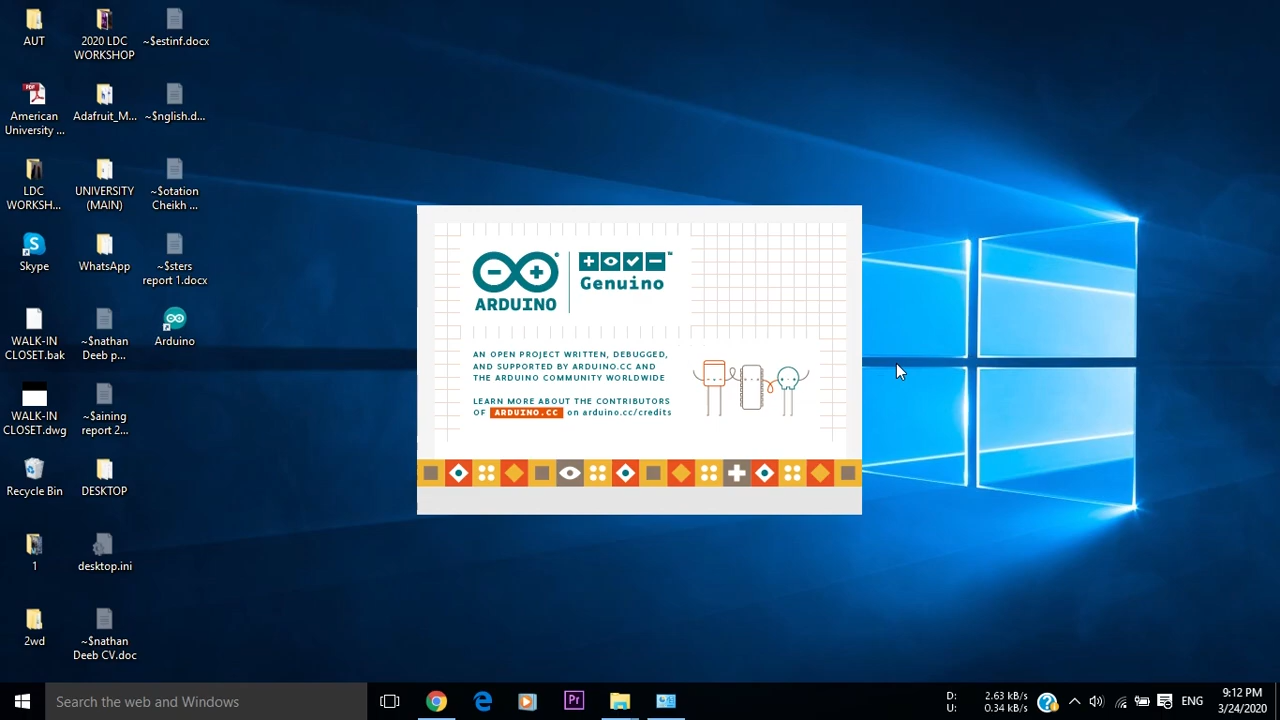 AUT
2020 LDC
WORKSHOP
~$estinf.docx
American
University ...
Adafruit_M...
~$nglish.d...
LDC
WORKSH...
UNIVERSITY
(MAIN)
~$otation
Cheikh ...
Skype
WhatsApp
~$sters
report 1.docx
WALK-IN
CLOSET.bak
~$nathan
Deeb p...
Arduino
WALK-IN
CLOSET.dwg
~$aining
report 2...
Recycle Bin
DESKTOP
1
desktop.ini
2wd
~$nathan
Deeb CV.doc
ARDUINO
Genuino
AN OPEN PROJECT WRITTEN, DEBUGGED,
AND SUPPORTED BY ARDUINO.CC AND
THE ARDUINO COMMUNITY WORLDWIDE
LEARN MORE ABOUT THE CONTRIBUTORS
OF ARDUINO.CC on arduino.cc/credits
Search the web and Windows
Pr
D: 2.63 kB/s
U: 0.34 kB/s
ENG
9:12 PM
3/24/2020